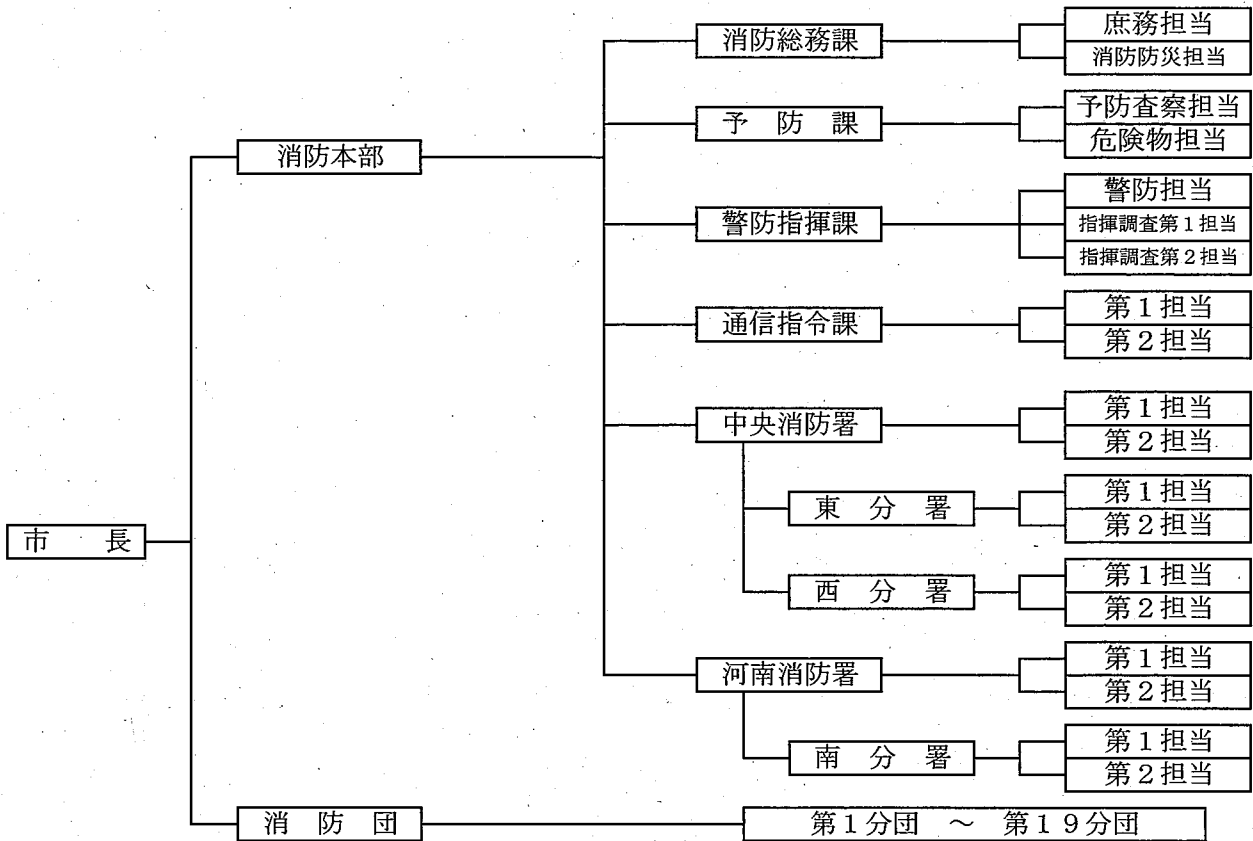 消防総務課
庶務担当
消防防災担当
予　防　課
予防査察担当
危険物担当
消防本部
警防指揮課
警防担当
指揮調査第１担当
指揮調査第２担当
通信指令課
第１担当
第２担当
中央消防署
第１担当
第２担当
東　分　署
第１担当
第２担当
市　　長
西　分　署
第１担当
第２担当
河南消防署
第１担当
第２担当
南　分　署
第１担当
第２担当
消　防　団
第１分団　～　第１９分団